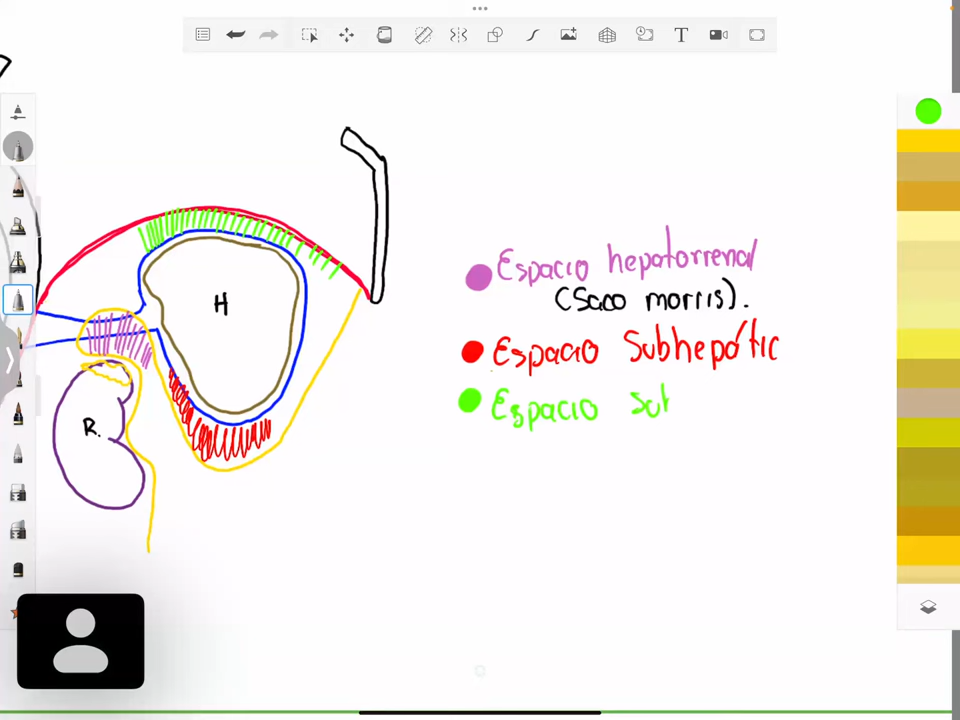 H
R.
Espacio hepatorrenal
(Saco morris).
Espacio Subhepátic
Espacio Sub
T